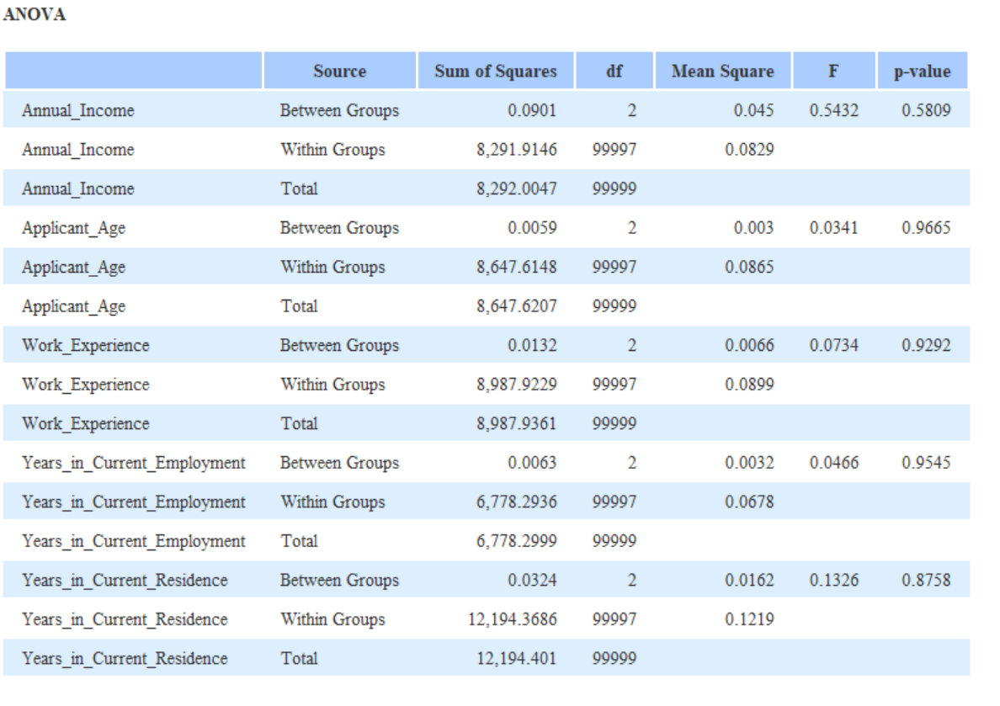 ANOVA
Source Sum of Squares df Mean Square F p-value
Annual_Income Between Groups 0.0901 2 0.045 0.5432 0.5809
Annual_Income Within Groups 8,291.9146 99997 0.0829
Annual_Income Total 8,292.0047 99999
Applicant_Age Between Groups 0.0059 2 0.003 0.0341 0.9665
Applicant_Age Within Groups 8,647.6148 99997 0.0865
Applicant_Age Total 8,647.6207 99999
Work_Experience Between Groups 0.0132 2 0.0066 0.0734 0.9292
Work_Experience Within Groups 8,987.9229 99997 0.0899
Work_Experience Total 8,987.9361 99999
Years_in_Current_Employment Between Groups 0.0063 2 0.0032 0.0466 0.9545
Years_in_Current_Employment Within Groups 6,778.2936 99997 0.0678
Years_in_Current_Employment Total 6,778.2999 99999
Years_in_Current_Residence Between Groups 0.0324 2 0.0162 0.1326 0.8758
Years_in_Current_Residence Within Groups 12,194.3686 99997 0.1219
Years_in_Current_Residence Total 12,194.401 99999